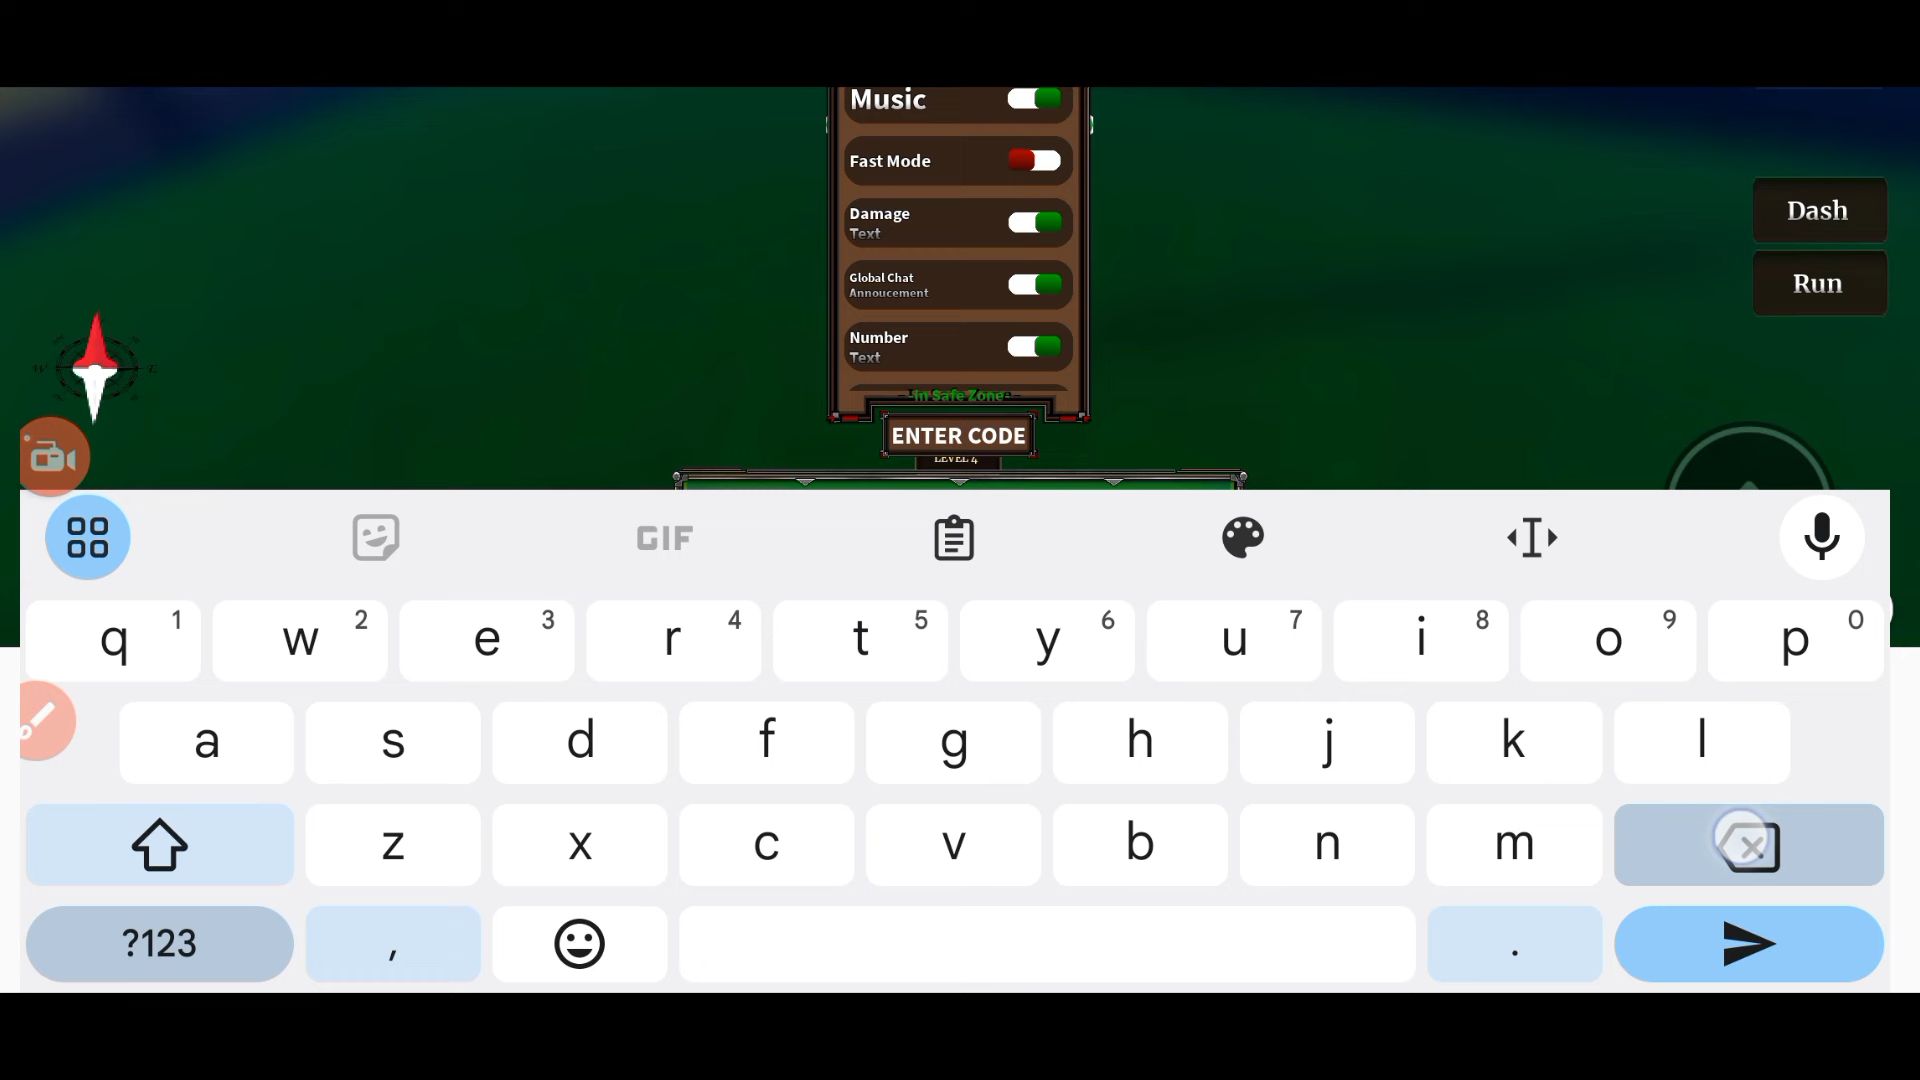 Music
Fast Mode
Damage
Text
Global Chat
Annoucement
Number
Text
In Safe Zone
ENTER CODE
LEVEL 4
Dash
Run
W E
GIF
q 1 w 2 e 3 r 4 t 5 y 6 u 7 i 8 o 9 p 0
a s d f g h j k l
z x c v b n m
?123 , .